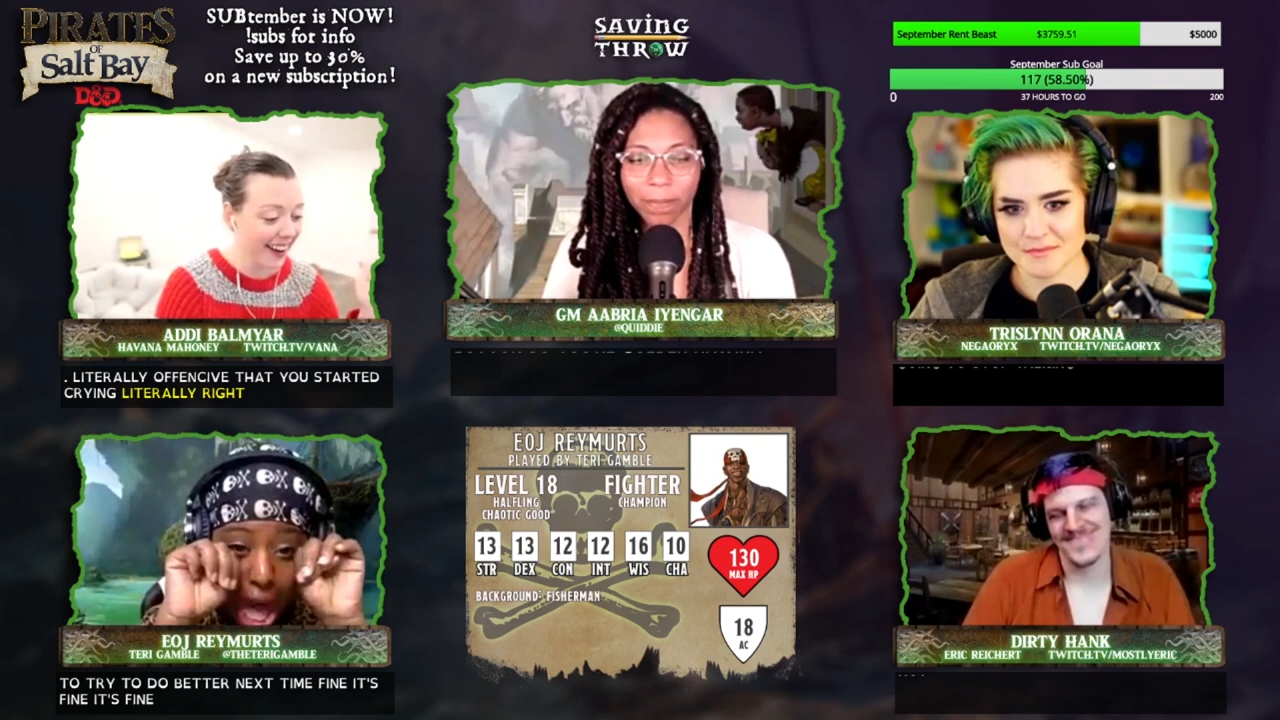 PIRATES
OF
Salt Bay
D&D
SUBtember is NOW!
!subs for info
Save up to 30%
on a new subscription!
SAVING
THROW
September Rent Beast $3759.51 $5000
September Sub Goal
117 (58.50%)
0 37 HOURS TO GO 200
ADDI BALMYAR
HAVANA MAHONEY TWITCH.TV/VANA
. LITERALLY OFFENCIVE THAT YOU STARTED
CRYING LITERALLY RIGHT
GM AABRIA IYENGAR
@QUIDDIE
TRISLYNN ORANA
NEGAORYX TWITCH.TV/NEGAORYX
EOJ REYMURTS
TERI GAMBLE @THETERIGAMBLE
TO TRY TO DO BETTER NEXT TIME FINE IT'S
FINE IT'S FINE
EOJ REYMURTS
PLAYED BY TERI GAMBLE
LEVEL 18 FIGHTER
HALFLING CHAMPION
CHAOTIC GOOD
13 13 12 12 16 10
STR DEX CON INT WIS CHA
BACKGROUND: FISHERMAN
130
MAX HP
18
AC
DIRTY HANK
ERIC REICHERT TWITCH.TV/MOSTLYERIC